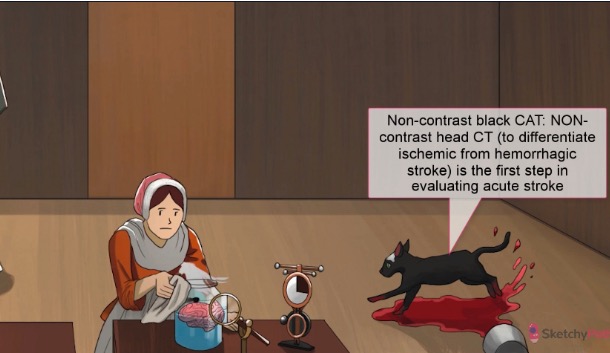 Non-contrast black CAT: NON-
contrast head CT (to differentiate
ischemic from hemorrhagic
stroke) is the first step in
evaluating acute stroke
Sketchy